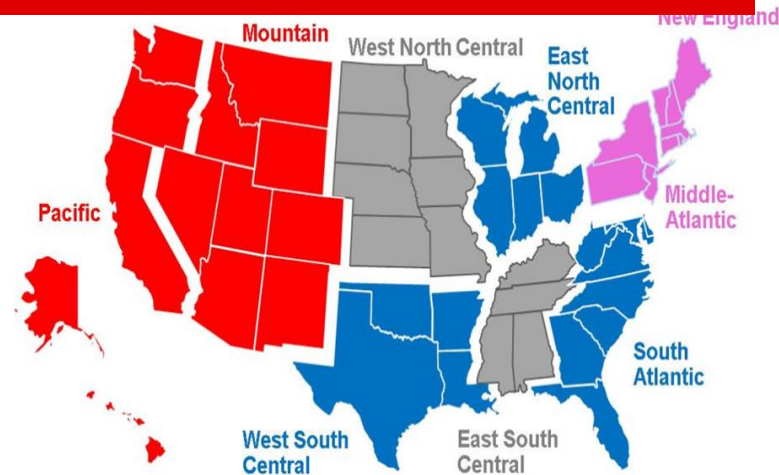 New England
Mountain
West North Central
East
North
Central
Pacific
Middle-
Atlantic
South
Atlantic
West South
Central
East South
Central